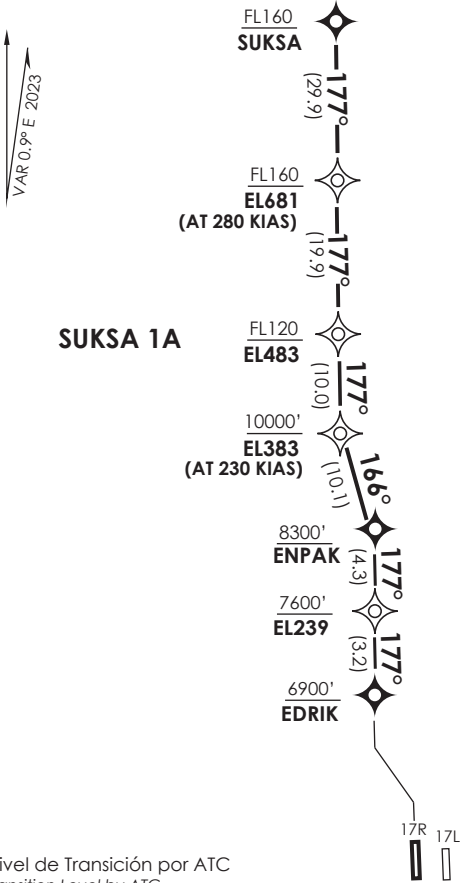 FL160
SUKSA
177°
(29.9)
VAR 0.9° E 2023
FL160
EL681
(AT 280 KIAS)
177°
(19.9)
SUKSA 1A
FL120
EL483
177°
(10.0)
10000'
EL383
(AT 230 KIAS)
166°
(10.1)
8300'
ENPAK
177°
(4.3)
7600'
EL239
177°
(3.2)
6900'
EDRIK
17R 17L
ivel de Transición por ATC